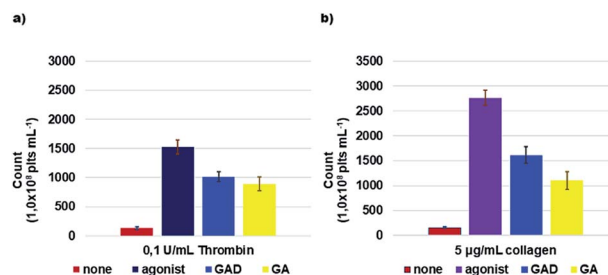 a)
3000
2500
2000
1500
1000
500
0
Count
(1,0x10⁸ plts mL⁻¹)
0,1 U/mL Thrombin
none agonist GAD GA
b)
3500
3000
2500
2000
1500
1000
500
0
Count
(1,0x10⁸ plts mL⁻¹)
5 µg/mL collagen
none agonist GAD GA